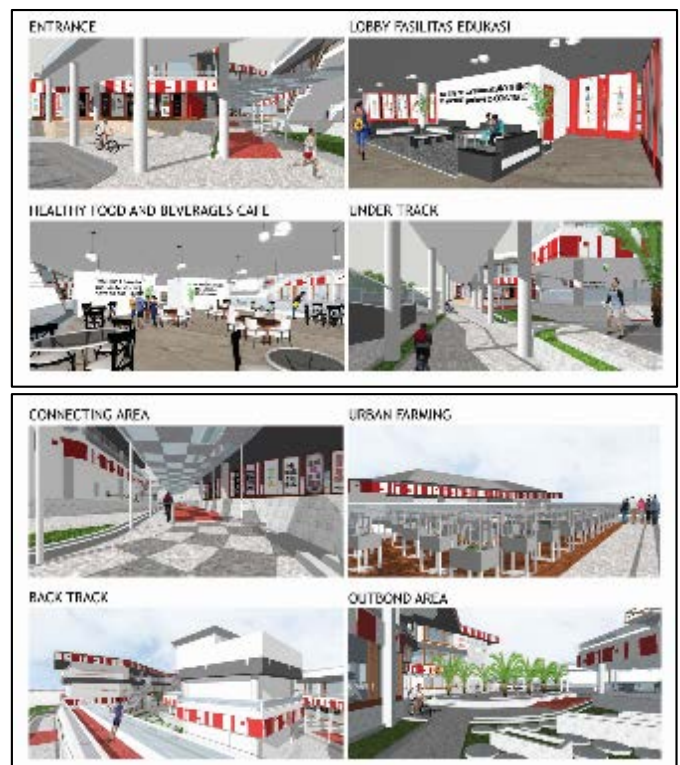 ENTRANCE
LOBBY FASILITAS EDUKASI
HEALTHY FOOD AND BEVERAGES CAFE
UNDER TRACK
CONNECTING AREA
URBAN FARMING
BACK TRACK
OUTBOND AREA